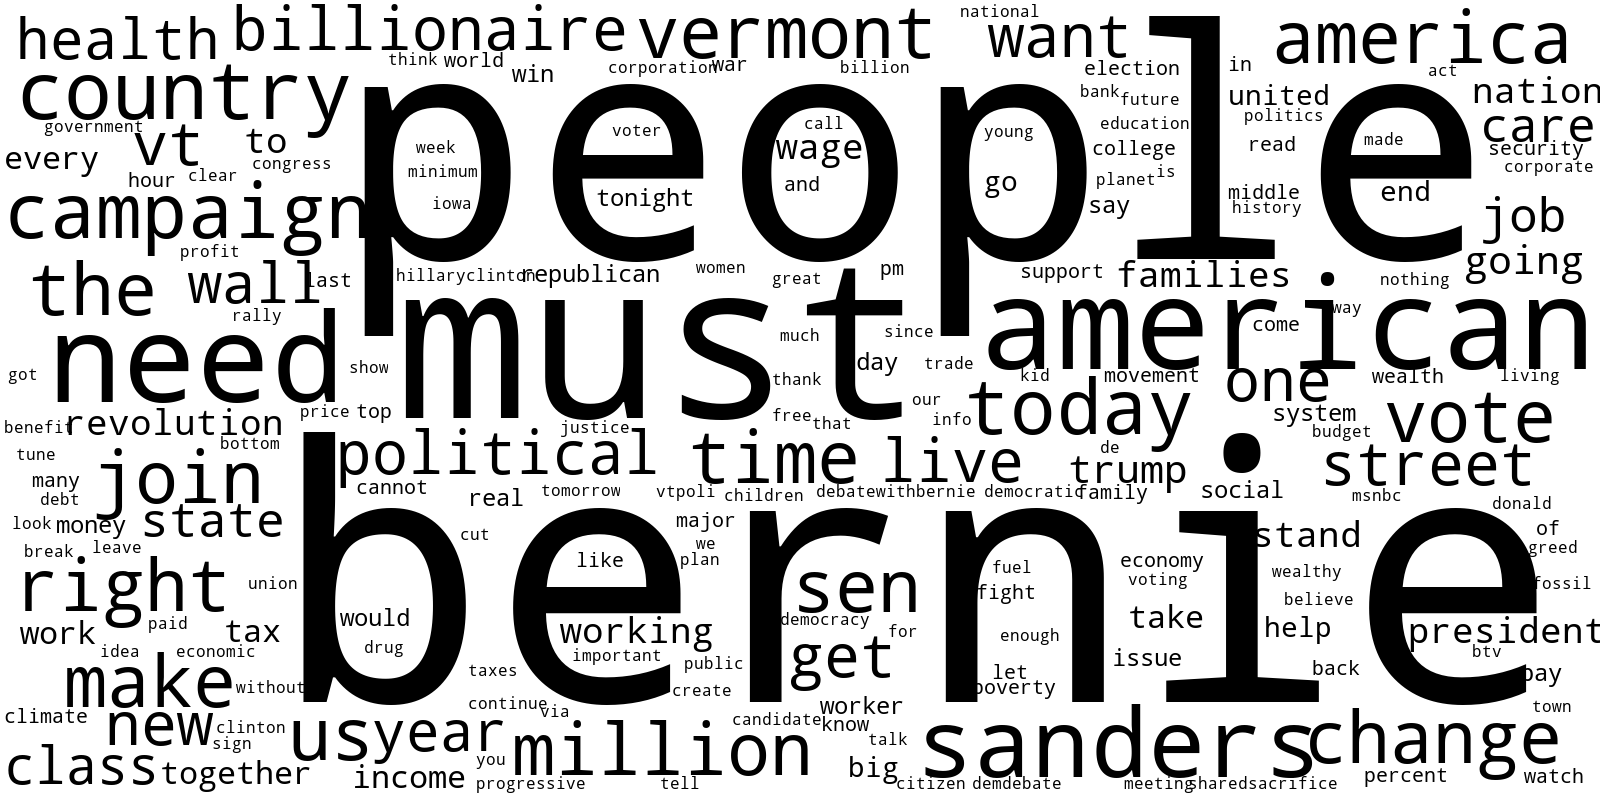 health billionaire vermont national want america
think world win corporation war billion election in act
country people bank future united nation
government vt to voter call education politics care
every congress week wage young college read made security
hour clear minimum tonight and go planet is middle end corporate
campaign iowa say history job
profit going
the wall last hillaryclinton republican women great pm support families nothing
rally must american way
need much since come
got show day trade kid movement one wealth living
thank
benefit revolution price top free that our info today system vote
bottom justice budget
tune political time live de trump street
many join cannot real tomorrow vtpoli children debatewithbernie democratic family social msnbc
debt bernie donald
look money state cut major stand of
break leave we greed
right union like plan sen fuel economy wealthy fossil
voting
fight believe
work paid tax would working democracy for enough take help president
idea economic drug important public get issue btv
make without taxes create let poverty back pay
climate new clinton us year continue via million candidate worker know sanders change town
sign talk
class together income you progressive tell big citizen demdebate meeting sharedsacrifice percent watch